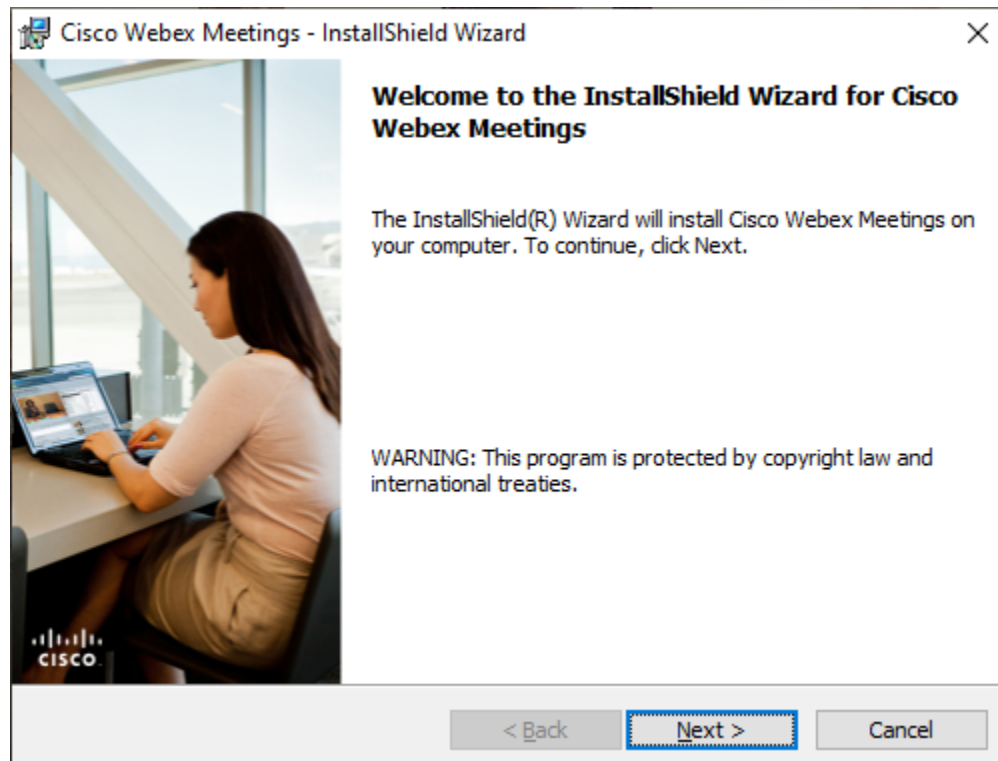 Cisco Webex Meetings - InstallShield Wizard
Welcome to the InstallShield Wizard for Cisco
Webex Meetings
The InstallShield(R) Wizard will install Cisco Webex Meetings on
your computer. To continue, click Next.
WARNING: This program is protected by copyright law and
international treaties.
CISCO
< Back
Next >
Cancel